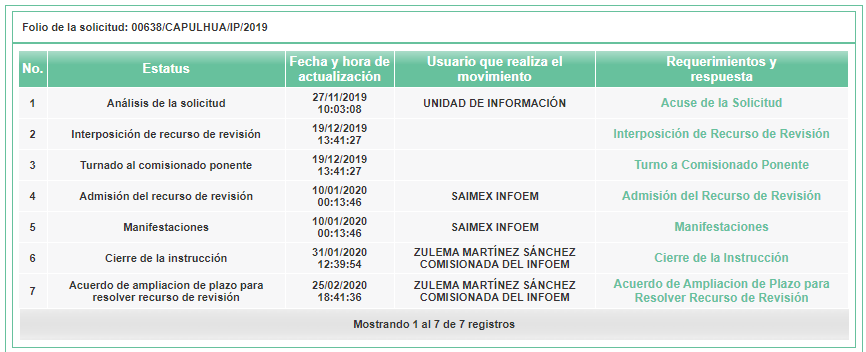 Folio de la solicitud: 00638/CAPULHUA/IP/2019
No. Estatus Fecha y hora de actualización Usuario que realiza el movimiento Requerimientos y respuesta
1 Análisis de la solicitud 27/11/2019 10:03:08 UNIDAD DE INFORMACIÓN Acuse de la Solicitud
2 Interposición de recurso de revisión 19/12/2019 13:41:27 Interposición de Recurso de Revisión
3 Turnado al comisionado ponente 19/12/2019 13:41:27 Turno a Comisionado Ponente
4 Admisión del recurso de revisión 10/01/2020 00:13:46 SAIMEX INFOEM Admisión del Recurso de Revisión
5 Manifestaciones 10/01/2020 00:13:46 SAIMEX INFOEM Manifestaciones
6 Cierre de la instrucción 31/01/2020 12:39:54 ZULEMA MARTÍNEZ SÁNCHEZ COMISIONADA DEL INFOEM Cierre de la Instrucción
7 Acuerdo de ampliacion de plazo para resolver recurso de revisión 25/02/2020 18:41:36 ZULEMA MARTÍNEZ SÁNCHEZ COMISIONADA DEL INFOEM Acuerdo de Ampliacion de Plazo para Resolver Recurso de Revisión
Mostrando 1 al 7 de 7 registros